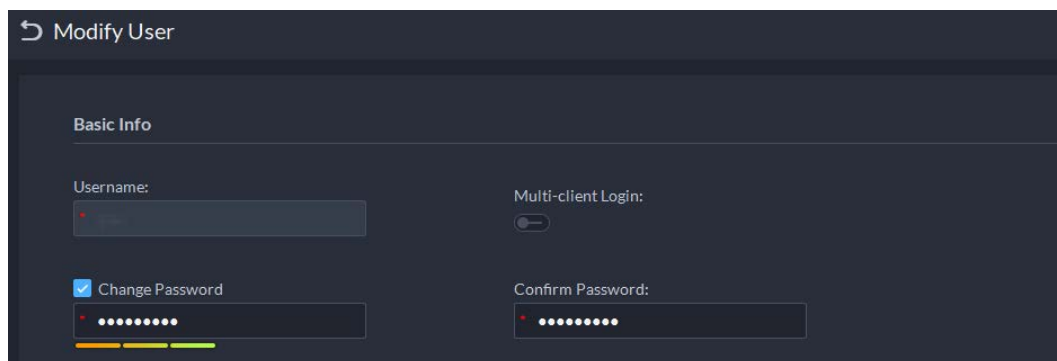 Modify User
Basic Info
Username:
Multi-client Login:
*
Change Password
Confirm Password:
* •••••••••
* •••••••••